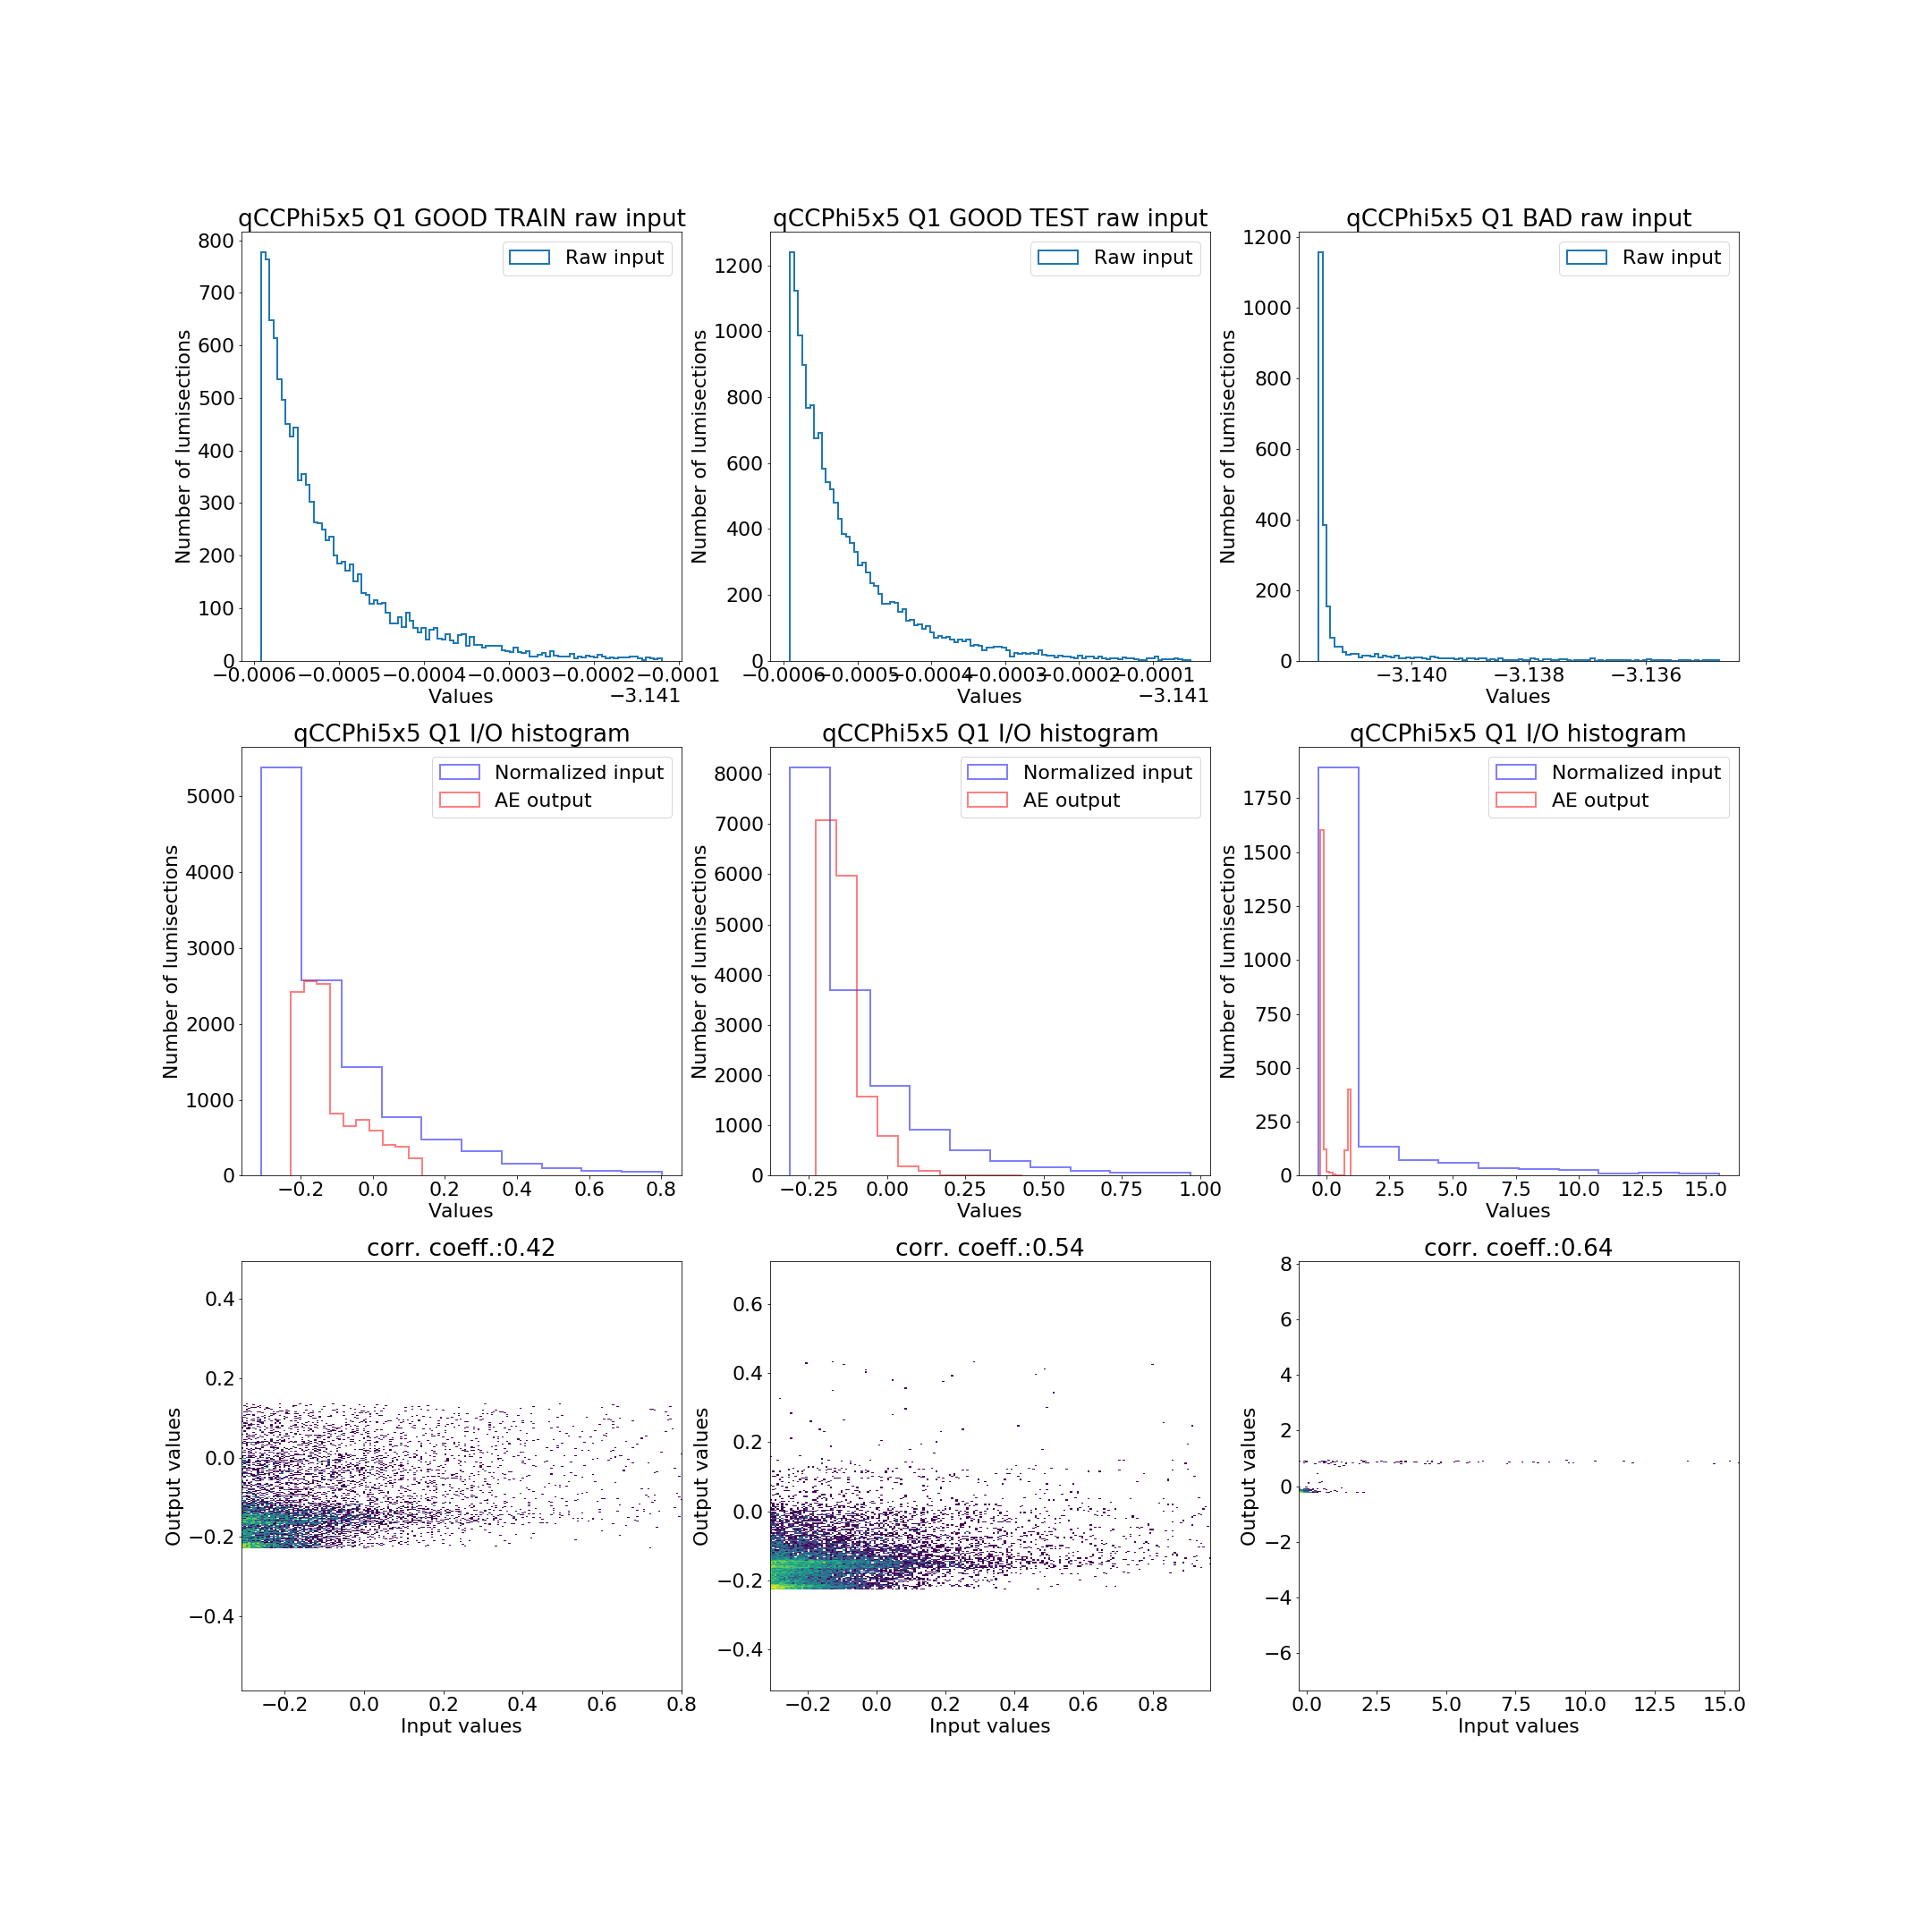 qCCPhi5x5 Q1 GOOD TRAIN raw input
Number of lumisections
800
700
600
500
400
300
200
100
0
Raw input
−0.0006 −0.0005 −0.0004 −0.0003 −0.0002 −0.0001
Values
−3.141
qCCPhi5x5 Q1 GOOD TEST raw input
Number of lumisections
1200
1000
800
600
400
200
0
Raw input
−0.0006 −0.0005 −0.0004 −0.0003 −0.0002 −0.0001
Values
−3.141
qCCPhi5x5 Q1 BAD raw input
Number of lumisections
1200
1000
800
600
400
200
0
Raw input
−3.140 −3.138 −3.136
Values
qCCPhi5x5 Q1 I/O histogram
Number of lumisections
5000
4000
3000
2000
1000
0
Normalized input
AE output
−0.2 0.0 0.2 0.4 0.6 0.8
Values
qCCPhi5x5 Q1 I/O histogram
Number of lumisections
8000
7000
6000
5000
4000
3000
2000
1000
0
Normalized input
AE output
−0.25 0.00 0.25 0.50 0.75 1.00
Values
qCCPhi5x5 Q1 I/O histogram
Number of lumisections
1750
1500
1250
1000
750
500
250
0
Normalized input
AE output
0.0 2.5 5.0 7.5 10.0 12.5 15.0
Values
corr. coeff.:0.42
Output values
0.4
0.2
0.0
−0.2
−0.4
−0.2 0.0 0.2 0.4 0.6 0.8
Input values
corr. coeff.:0.54
Output values
0.6
0.4
0.2
0.0
−0.2
−0.4
−0.2 0.0 0.2 0.4 0.6 0.8
Input values
corr. coeff.:0.64
Output values
8
6
4
2
0
−2
−4
−6
0.0 2.5 5.0 7.5 10.0 12.5 15.0
Input values